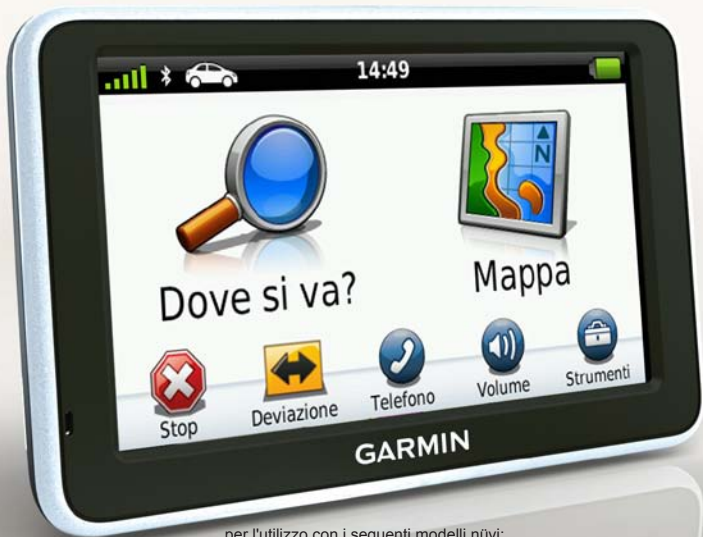 14:49
N
Dove si va?
Mappa
Stop
Deviazione
Telefono
Volume
Strumenti
GARMIN
per l'utilizzo con i seguenti modelli nüvi: